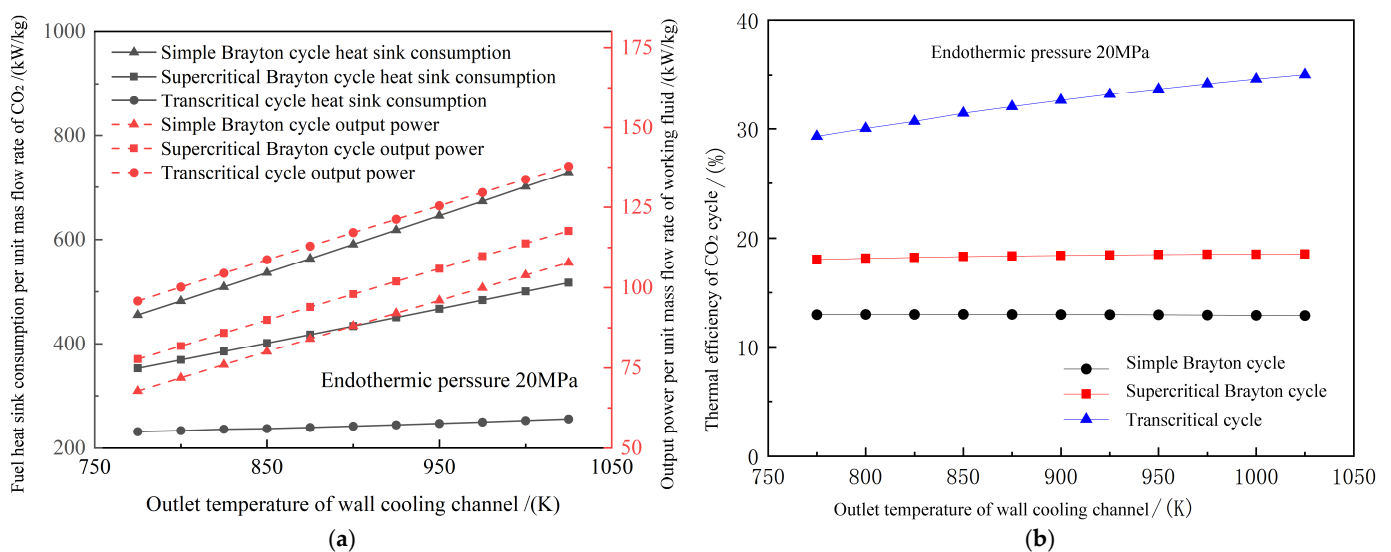 Fuel heat sink consumption per unit mass flow rate of CO₂ /(kW/kg)
1000
800
600
400
200
Simple Brayton cycle heat sink consumption
Supercritical Brayton cycle heat sink consumption
Transcritical cycle heat sink consumption
Simple Brayton cycle output power
Supercritical Brayton cycle output power
Transcritical cycle output power
Endothermic perssure 20MPa
175
150
125
100
75
50
Output power per unit mass flow rate of working fluid /(kW/kg)
750
850
950
1050
Outlet temperature of wall cooling channel /(K)
(a)
Thermal efficiency of CO₂ cycle / (%)
40
30
20
10
0
Endothermic pressure 20MPa
Simple Brayton cycle
Supercritical Brayton cycle
Transcritical cycle
750
800
850
900
950
1000
1050
Outlet temperature of wall cooling channel / (K)
(b)